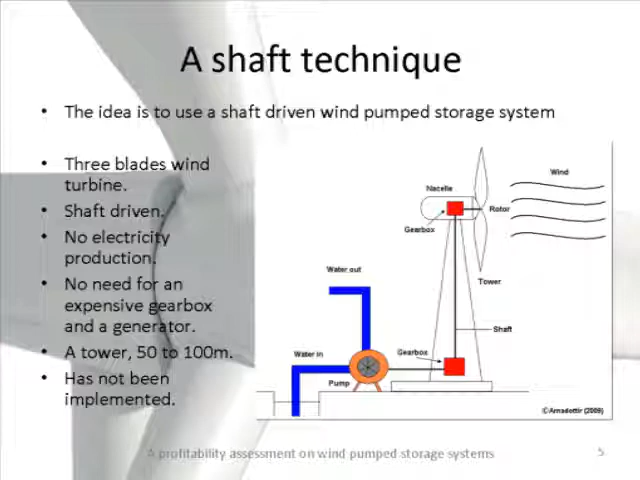 A shaft technique
• The idea is to use a shaft driven wind pumped storage system
• Three blades wind
turbine.
• Shaft driven.
• No electricity
production.
• No need for an
expensive gearbox
and a generator.
• A tower, 50 to 100m.
• Has not been
implemented.
Wind
Nacelle
Rotor
Gearbox
Water out
Tower
Shaft
Water in
Gearbox
Pump
©Arnadottir (2009)
A profitability assessment on wind pumped storage systems
5